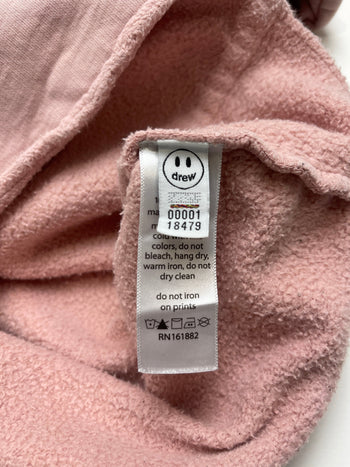 drew
00001
18479
colors, do not
bleach, hang dry,
warm iron, do not
dry clean
do not iron
on prints
RN161882